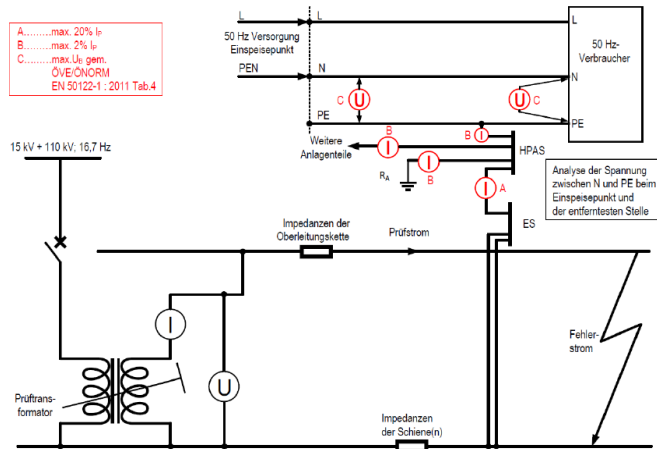 A.........max. 20% IP
B.........max. 2% IP
C.........max.UB gem.
ÖVE/ÖNORM
EN 50122-1 : 2011 Tab.4
L
L
L
50 Hz Versorgung
Einspeisepunkt
50 Hz-
Verbraucher
PEN
N
N
C
U
U
C
PE
PE
B
I
Weitere
Anlagenteile
B
I
HPAS
RA
I
B
I
A
Analyse der Spannung
zwischen N und PE beim
Einspeisepunkt und
der entferntesten Stelle
15 kV + 110 kV; 16,7 Hz
ES
Impedanzen der
Oberleitungskette
Prüfstrom
I
U
Fehler-
strom
Prüftrans-
formator
Impedanzen
der Schiene(n)